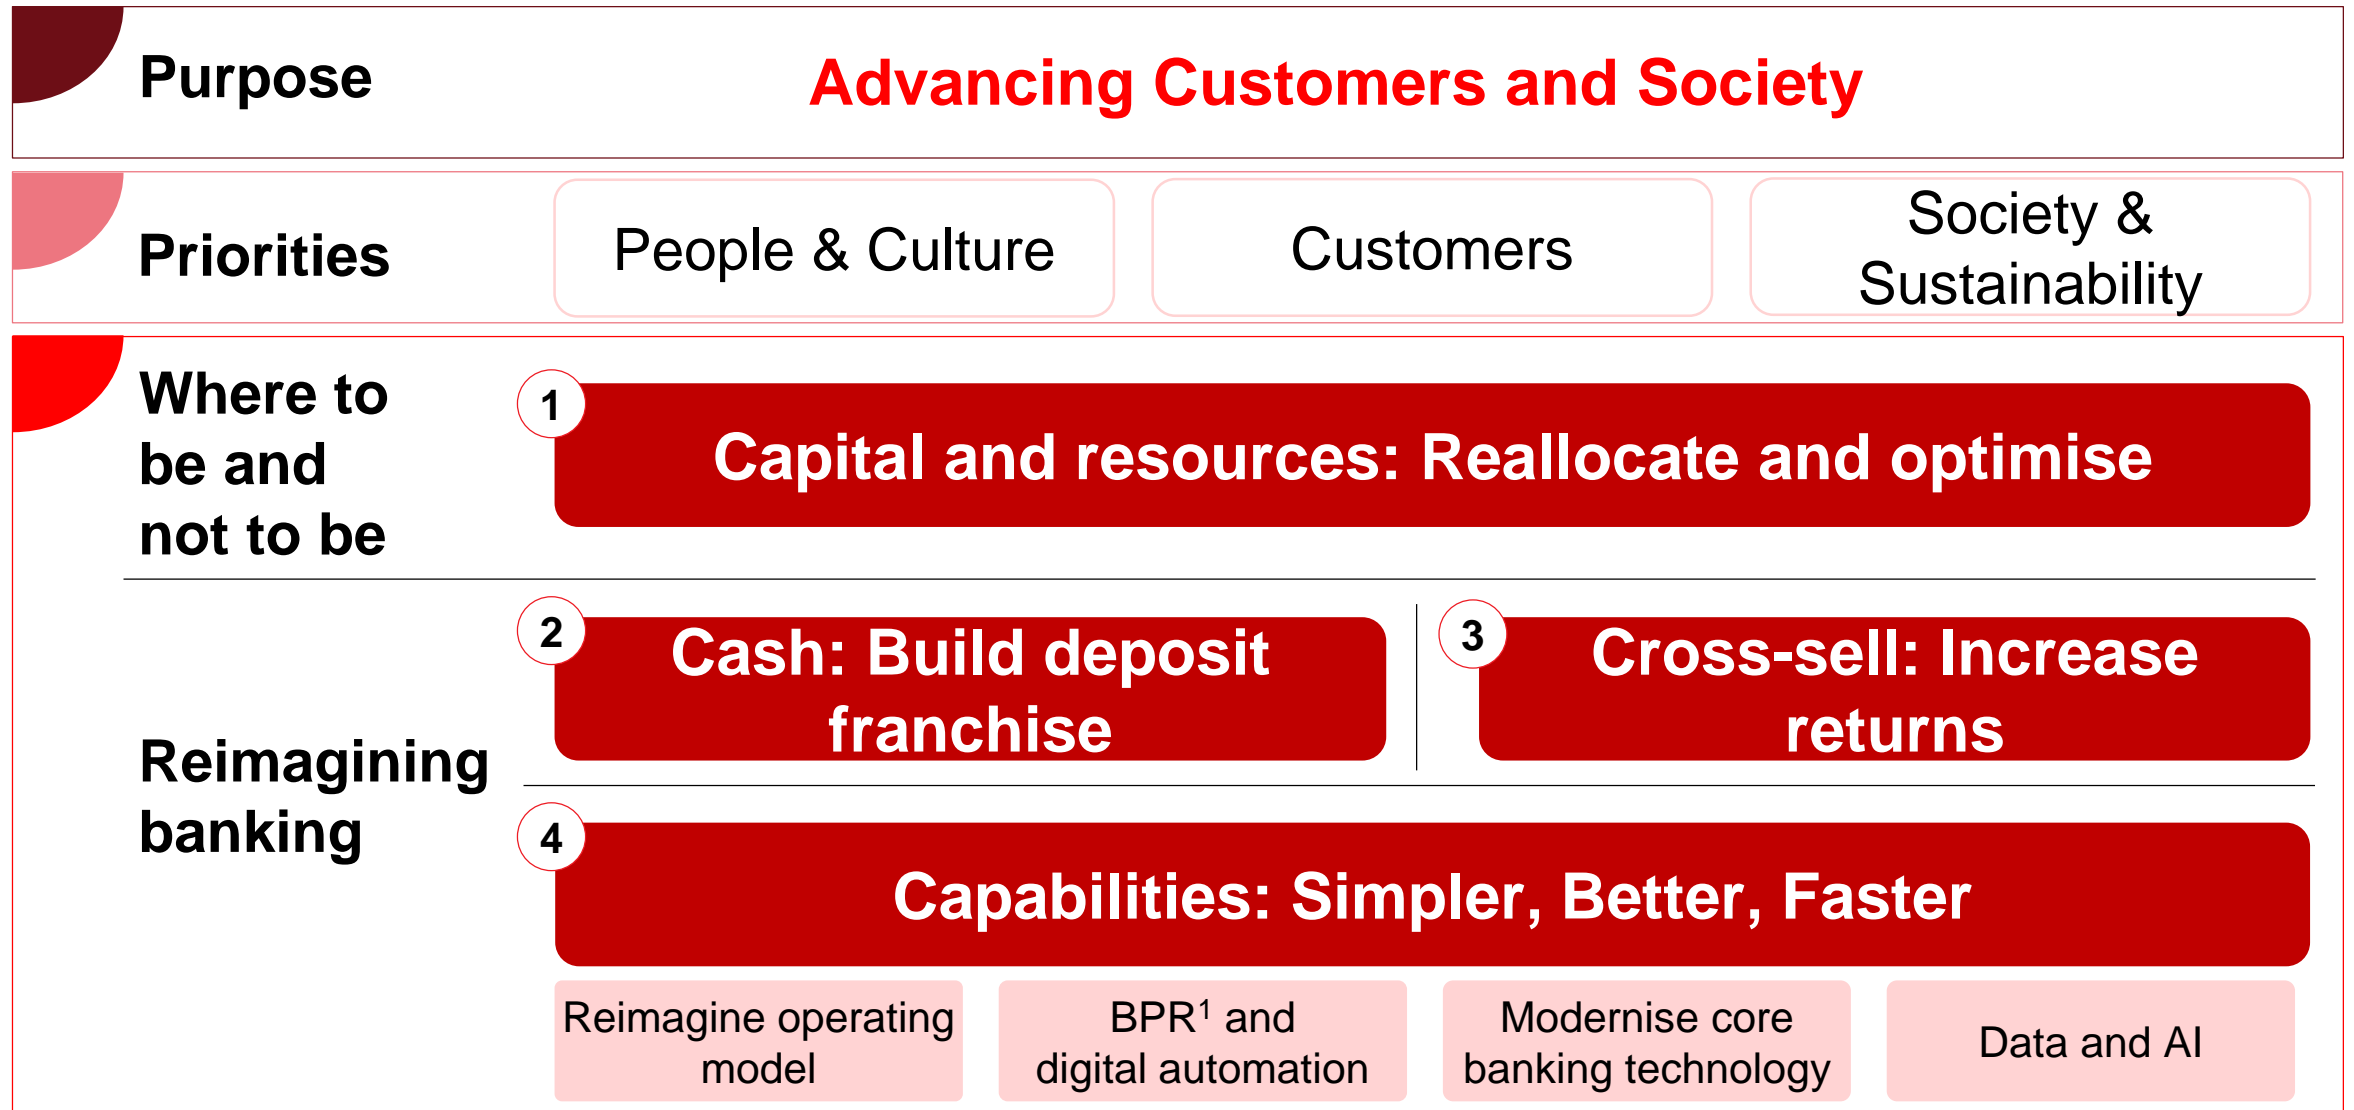 Purpose
Advancing Customers and Society
Priorities
People & Culture
Customers
Society &
Sustainability
Where to
be and
not to be
1
Capital and resources: Reallocate and optimise
Reimagining
banking
2
Cash: Build deposit
franchise
3
Cross-sell: Increase
returns
4
Capabilities: Simpler, Better, Faster
Reimagine operating
model
BPR¹ and
digital automation
Modernise core
banking technology
Data and AI